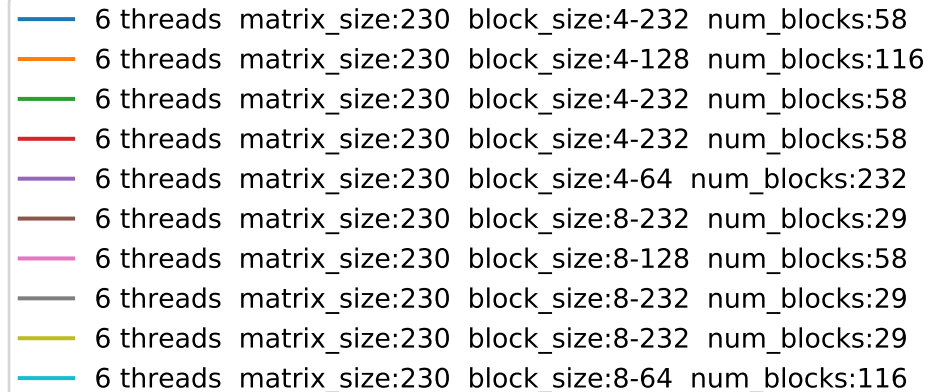 6 threads  matrix_size:230  block_size:4-232  num_blocks:58
6 threads  matrix_size:230  block_size:4-128  num_blocks:116
6 threads  matrix_size:230  block_size:4-232  num_blocks:58
6 threads  matrix_size:230  block_size:4-232  num_blocks:58
6 threads  matrix_size:230  block_size:4-64  num_blocks:232
6 threads  matrix_size:230  block_size:8-232  num_blocks:29
6 threads  matrix_size:230  block_size:8-128  num_blocks:58
6 threads  matrix_size:230  block_size:8-232  num_blocks:29
6 threads  matrix_size:230  block_size:8-232  num_blocks:29
6 threads  matrix_size:230  block_size:8-64  num_blocks:116